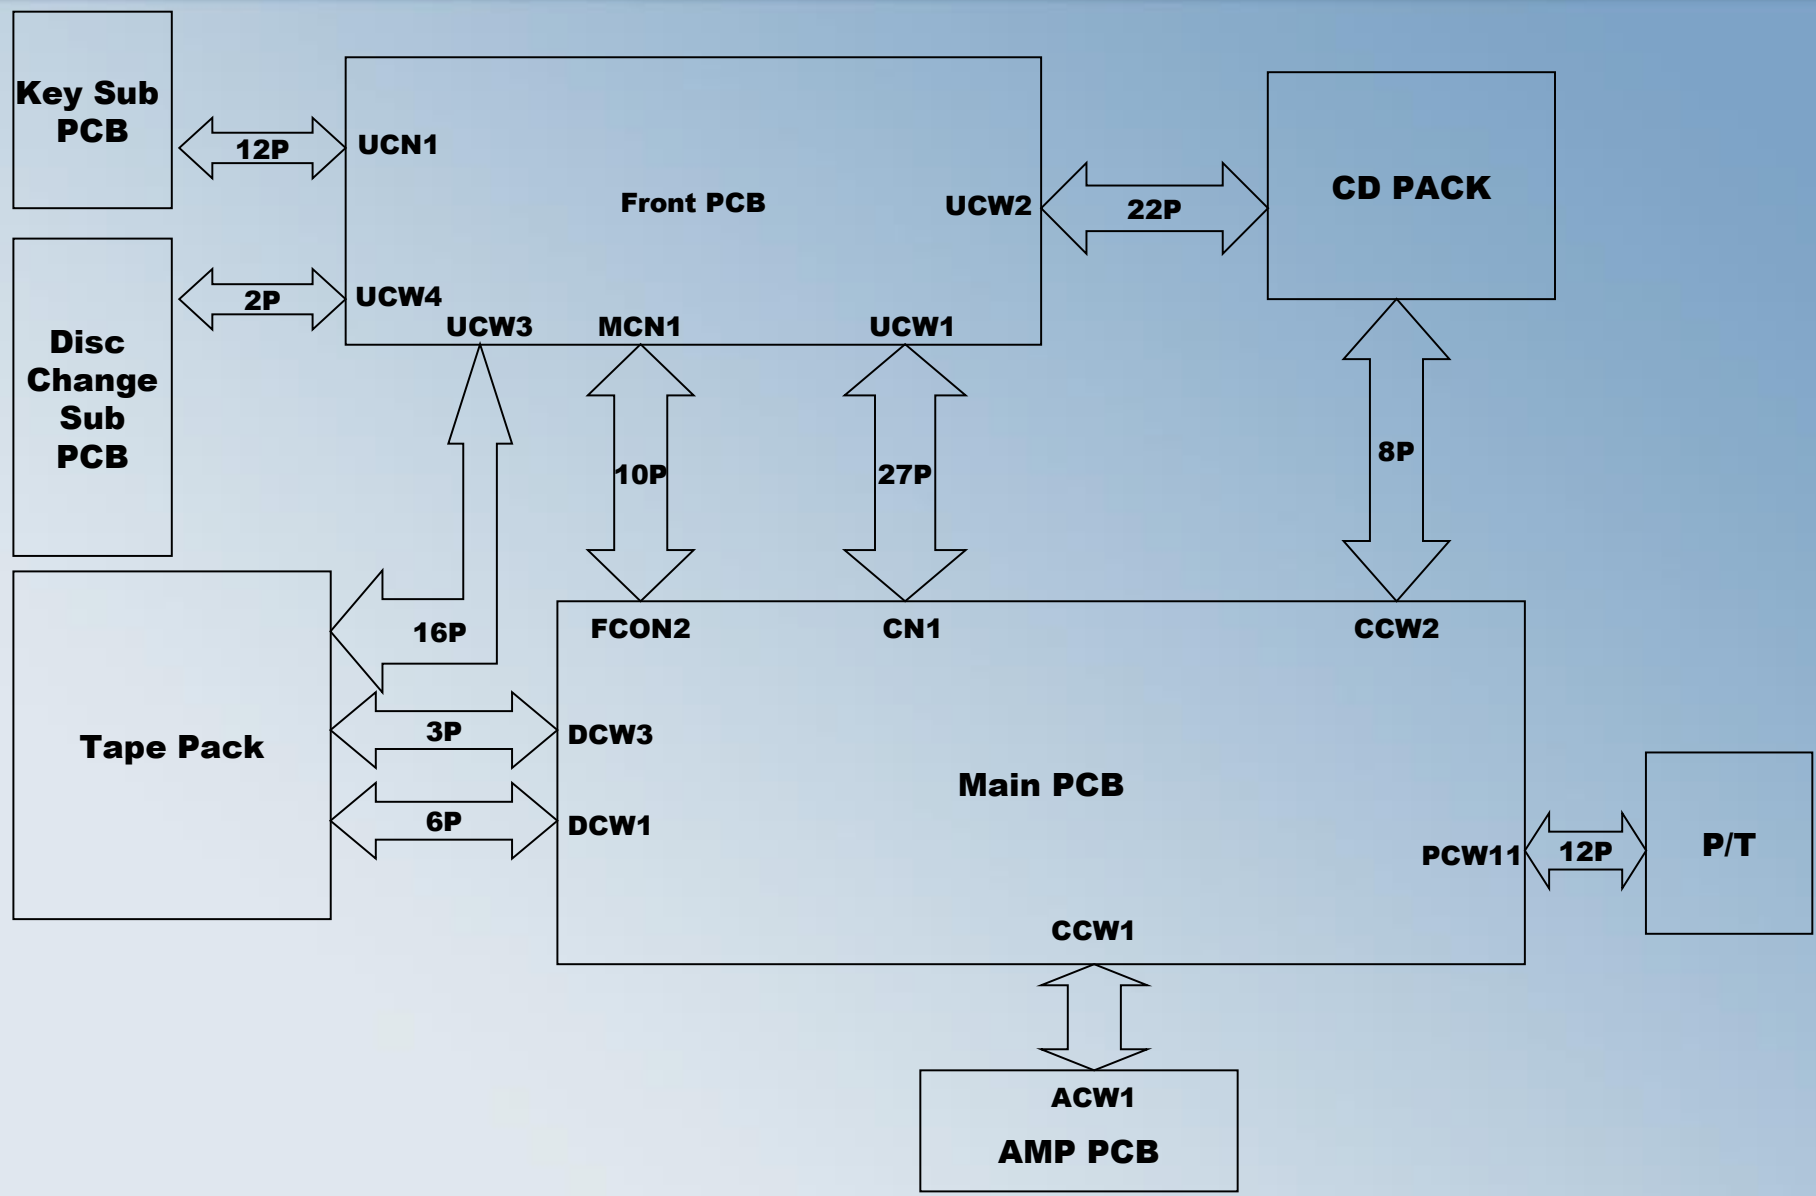 Key Sub
PCB
12P
UCN1
Front PCB
UCW2
22P
CD PACK
Disc
Change
Sub
PCB
2P
UCW4
UCW3
MCN1
UCW1
10P
27P
8P
16P
FCON2
CN1
CCW2
Tape Pack
3P
DCW3
6P
DCW1
Main PCB
PCW11
12P
P/T
CCW1
ACW1
AMP PCB